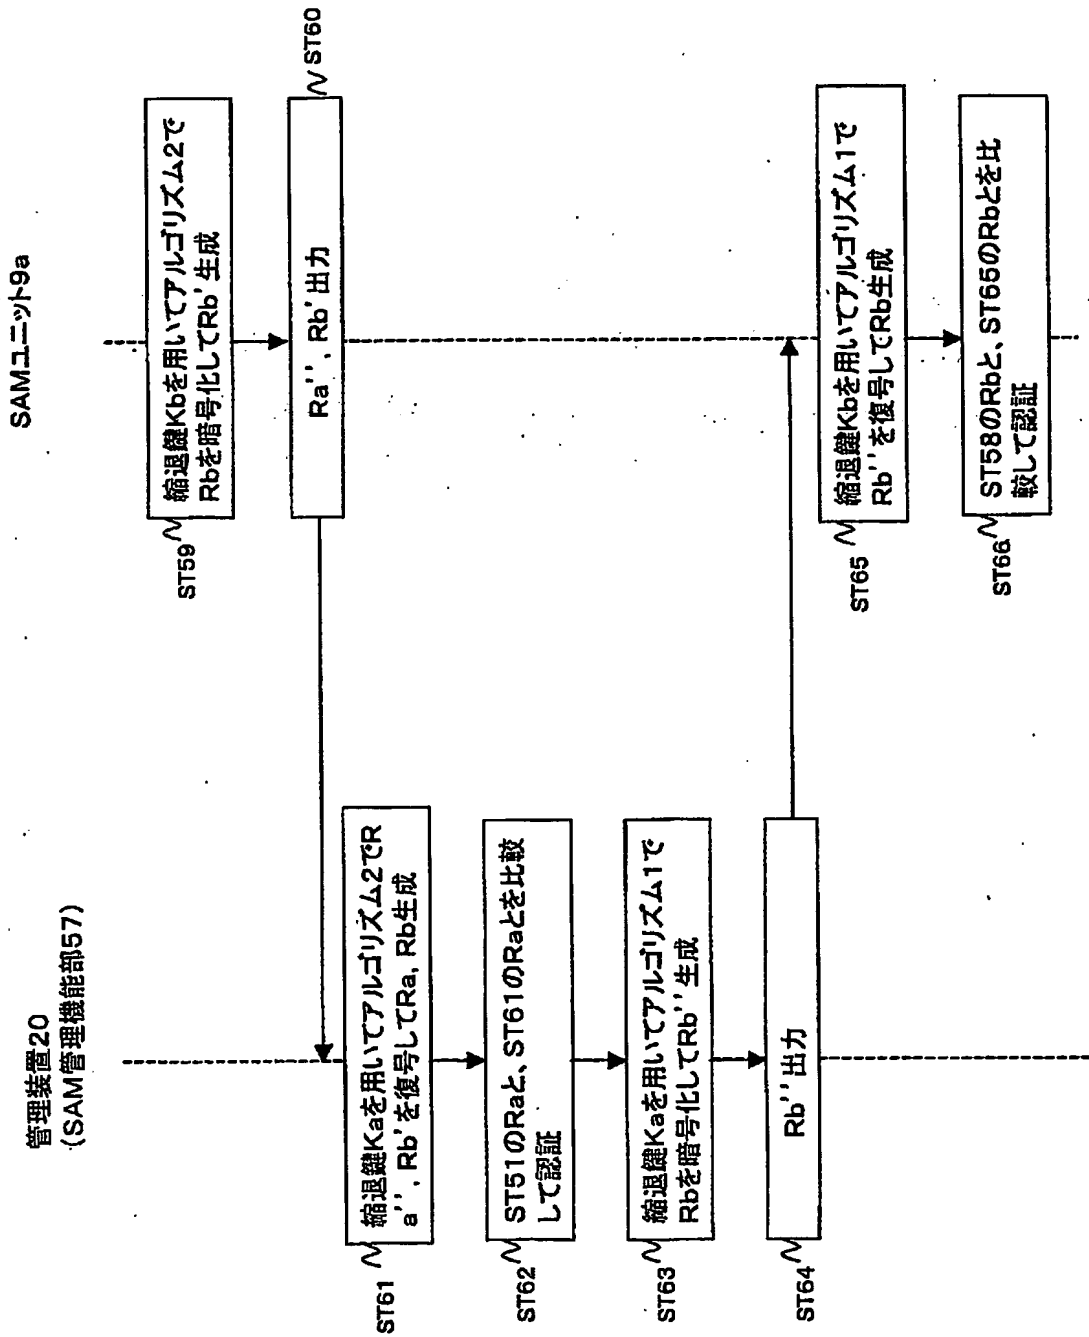 管理装置20
(SAM管理機能部57)
SAMユニット9a
ST59
縮退鍵Kbを用いてアルゴリズム2で
Rbを暗号化してRb'生成
ST60
Ra'', Rb'出力
ST61
縮退鍵Kaを用いてアルゴリズム2でR
a'', Rb'を復号してRa, Rb生成
ST62
ST51のRaと、ST61のRaとを比較
して認証
ST63
縮退鍵Kaを用いてアルゴリズム1で
Rbを暗号化してRb''生成
ST64
Rb''出力
ST65
縮退鍵Kbを用いてアルゴリズム1で
Rb''を復号してRb生成
ST66
ST58のRbと、ST65のRbとを比
較して認証